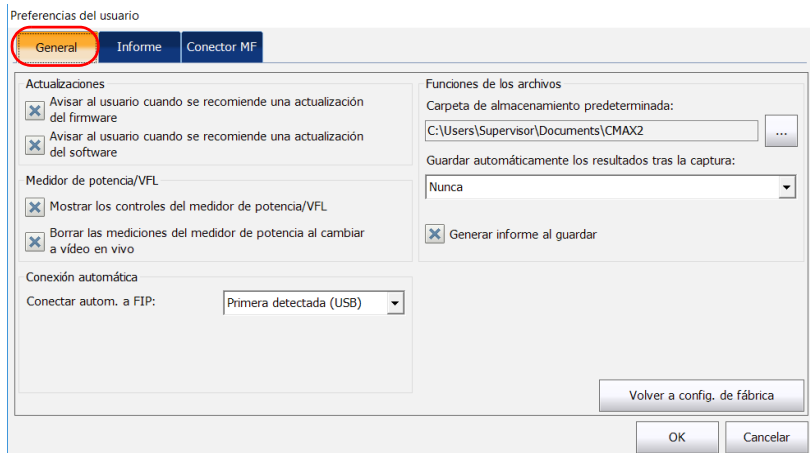 Preferencias del usuario
General
Informe
Conector MF
Actualizaciones
Avisar al usuario cuando se recomiende una actualización
del firmware
Avisar al usuario cuando se recomiende una actualización
del software
Medidor de potencia/VFL
Mostrar los controles del medidor de potencia/VFL
Borrar las mediciones del medidor de potencia al cambiar
a vídeo en vivo
Conexión automática
Conectar autom. a FIP:
Primera detectada (USB)
Funciones de los archivos
Carpeta de almacenamiento predeterminada:
C:\Users\Supervisor\Documents\CMAX2
...
Guardar automáticamente los resultados tras la captura:
Nunca
Generar informe al guardar
Volver a config. de fábrica
OK
Cancelar